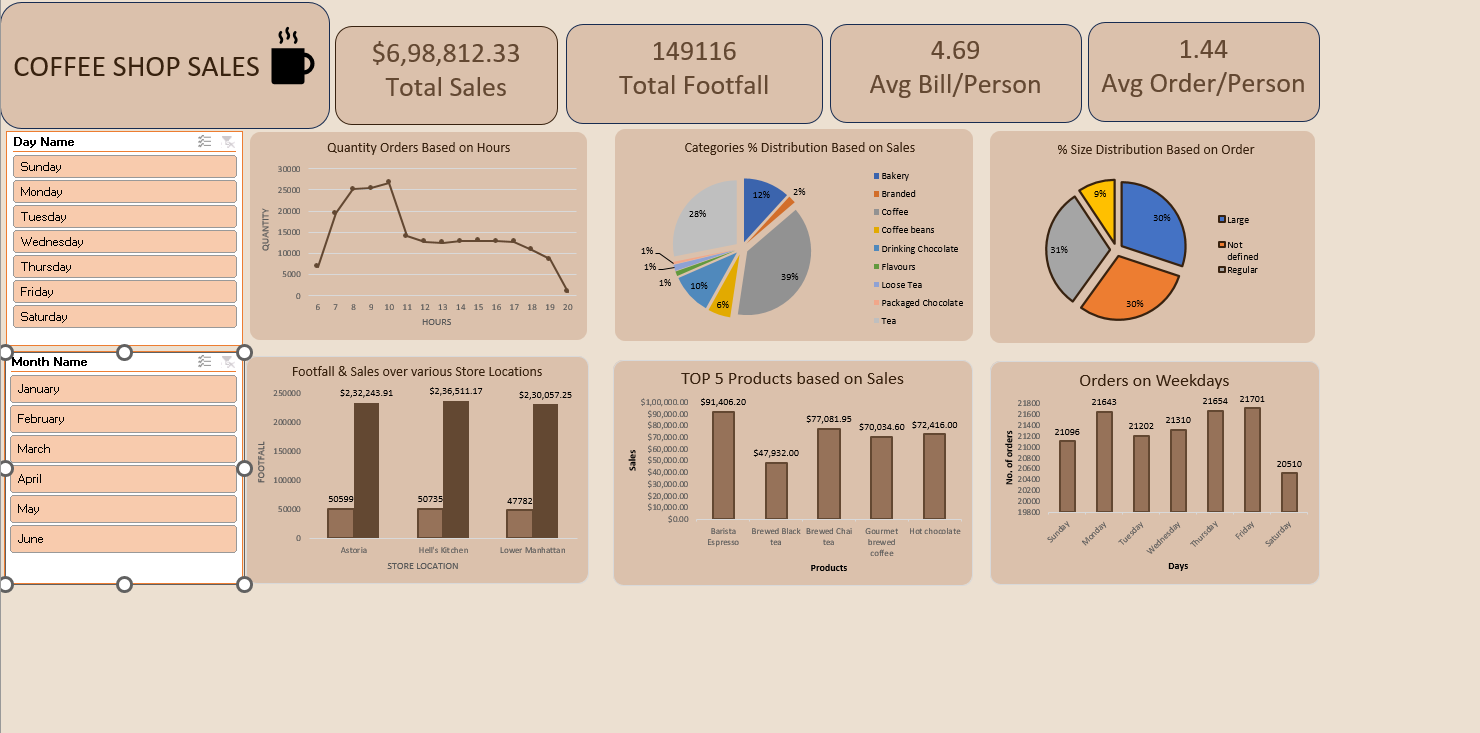 COFFEE SHOP SALES
$6,98,812.33
Total Sales
149116
Total Footfall
4.69
Avg Bill/Person
1.44
Avg Order/Person
Day Name
Sunday
Monday
Tuesday
Wednesday
Thursday
Friday
Saturday
Month Name
January
February
March
April
May
June
Quantity Orders Based on Hours
QUANTITY
30000
25000
20000
15000
10000
5000
0
6 7 8 9 10 11 12 13 14 15 16 17 18 19 20
HOURS
Categories % Distribution Based on Sales
12%
2%
39%
6%
10%
1%
1%
1%
28%
Bakery
Branded
Coffee
Coffee beans
Drinking Chocolate
Flavours
Loose Tea
Packaged Chocolate
Tea
% Size Distribution Based on Order
9%
30%
31%
30%
Large
Not
defined
Regular
Footfall & Sales over various Store Locations
FOOTFALL
250000
200000
150000
100000
50000
0
$2,32,243.91
$2,36,511.17
$2,30,057.25
50599
50735
47782
Astoria
Hell's Kitchen
Lower Manhattan
STORE LOCATION
TOP 5 Products based on Sales
Sales
$1,00,000.00
$90,000.00
$80,000.00
$70,000.00
$60,000.00
$50,000.00
$40,000.00
$30,000.00
$20,000.00
$10,000.00
$0.00
$91,406.20
$47,932.00
$77,081.95
$70,034.60
$72,416.00
Barista
Espresso
Brewed Black
tea
Brewed Chai
tea
Gourmet
brewed
coffee
Hot chocolate
Products
Orders on Weekdays
No. of orders
21800
21600
21400
21200
21000
20800
20600
20400
20200
20000
19800
21096
21643
21202
21310
21654
21701
20510
Sunday
Monday
Tuesday
Wednesday
Thursday
Friday
Saturday
Days